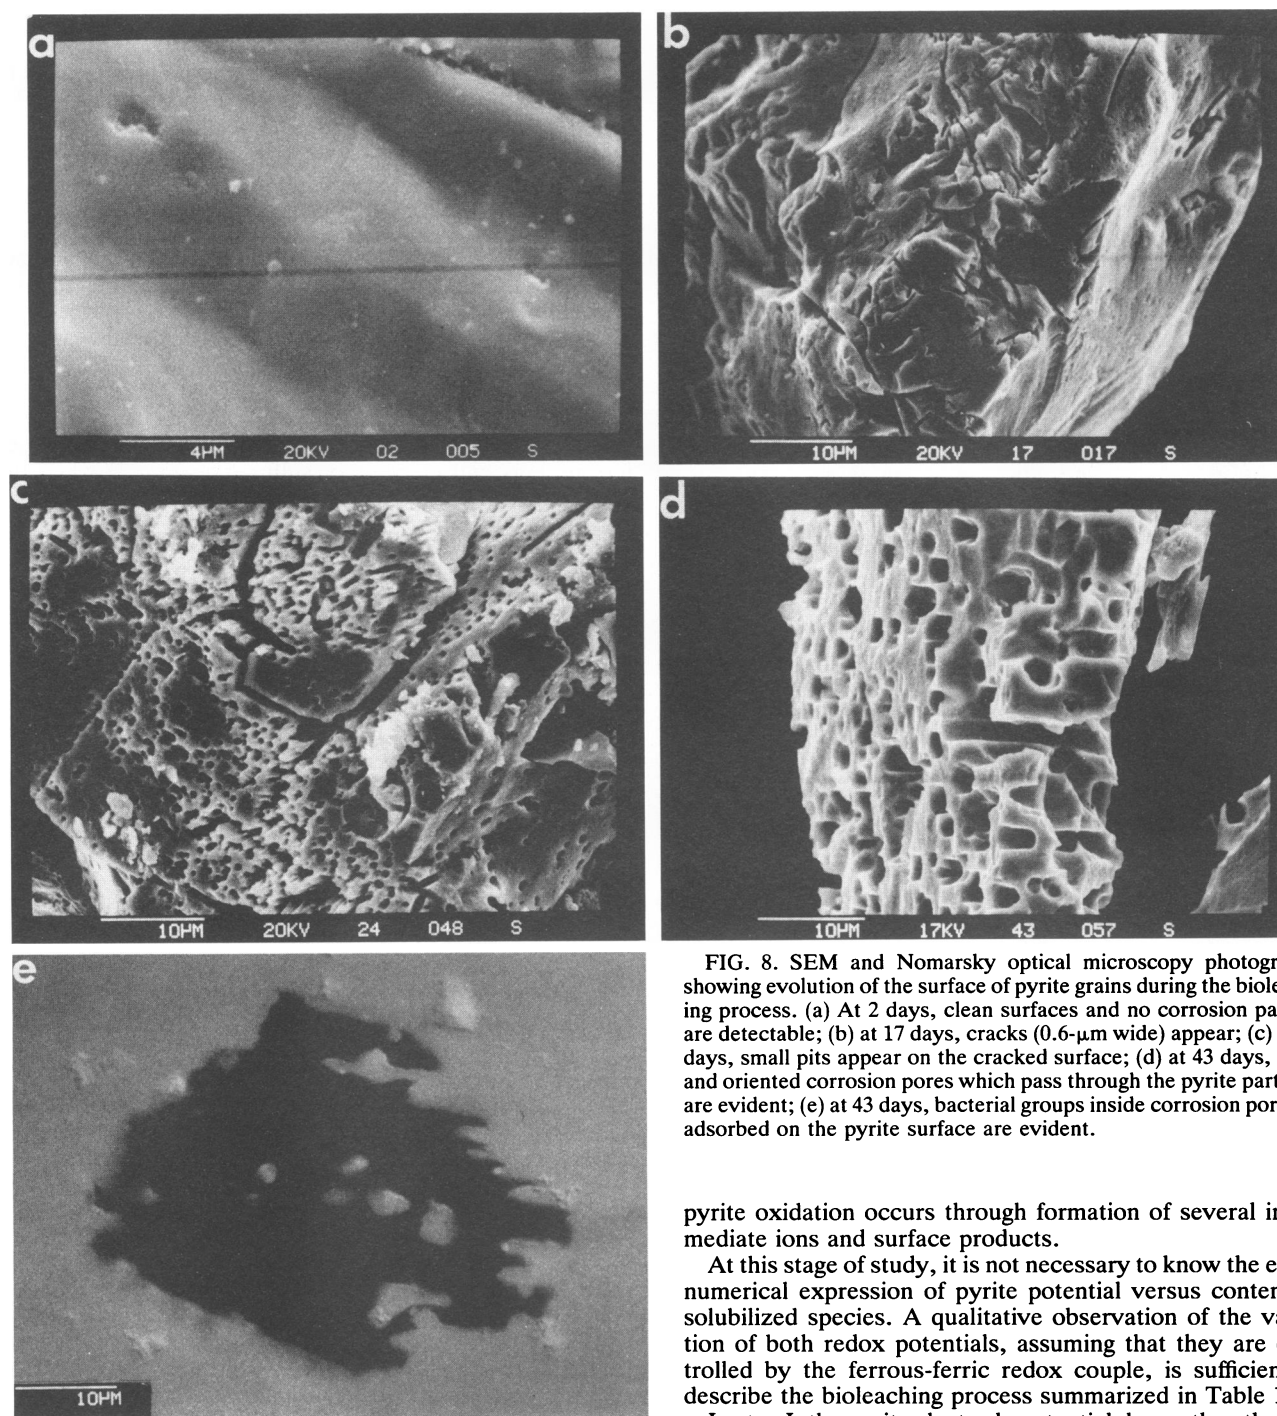 a
4µM 20KV 02 005 S
b
10µM 20KV 17 017 S
c
10µM 20KV 24 048 S
d
10µM 17KV 43 057 S
e
10µM
FIG. 8. SEM and Nomarsky optical microscopy photogr
showing evolution of the surface of pyrite grains during the biole
ing process. (a) At 2 days, clean surfaces and no corrosion pa
are detectable; (b) at 17 days, cracks (0.6-µm wide) appear; (c)
days, small pits appear on the cracked surface; (d) at 43 days,
and oriented corrosion pores which pass through the pyrite part
are evident; (e) at 43 days, bacterial groups inside corrosion por
adsorbed on the pyrite surface are evident.
pyrite oxidation occurs through formation of several in
mediate ions and surface products.
At this stage of study, it is not necessary to know the e
numerical expression of pyrite potential versus conten
solubilized species. A qualitative observation of the va
tion of both redox potentials, assuming that they are
trolled by the ferrous-ferric redox couple, is sufficien
describe the bioleaching process summarized in Table